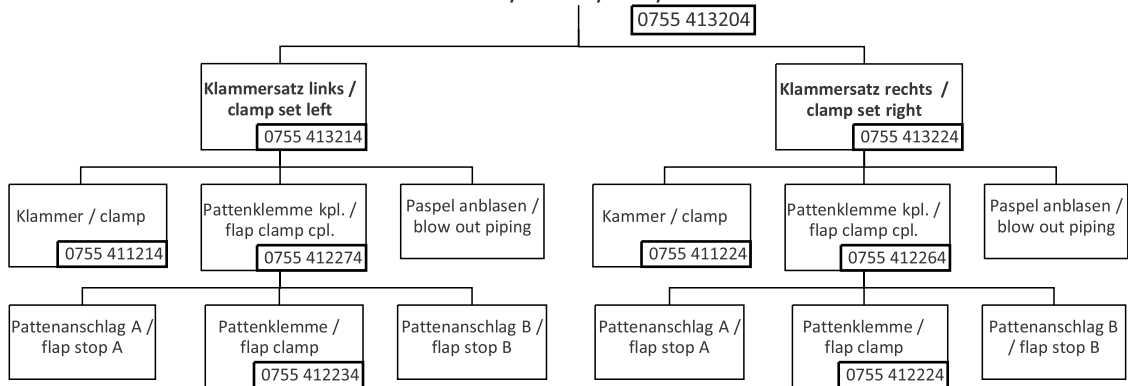 0755 413204
Klammersatz links /
clamp set left
0755 413214
Klammersatz rechts /
clamp set right
0755 413224
Klammer / clamp
0755 411214
Pattenklemme kpl. /
flap clamp cpl.
0755 412274
Paspel anblasen /
blow out piping
Kammer / clamp
0755 411224
Pattenklemme kpl. /
flap clamp cpl.
0755 412264
Paspel anblasen /
blow out piping
Pattenanschlag A /
flap stop A
Pattenklemme /
flap clamp
0755 412234
Pattenanschlag B /
flap stop B
Pattenanschlag A /
flap stop A
Pattenklemme /
flap clamp
0755 412224
Pattenanschlag B
/ flap stop B